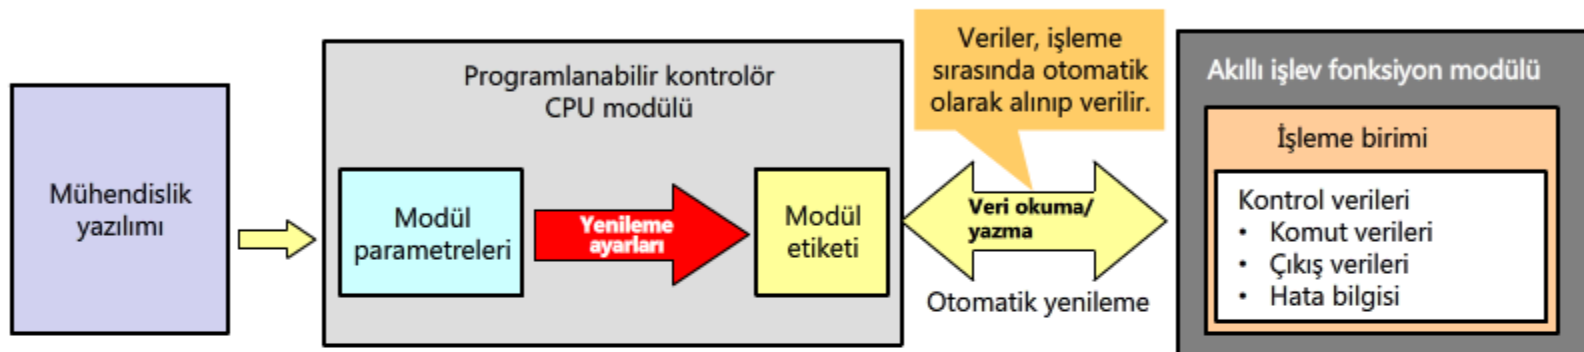 Mühendislik
yazılımı
Programlanabilir kontrolör
CPU modülü
Modül
parametreleri
Yenileme
ayarları
Modül
etiketi
Veriler, işleme
sırasında otomatik
olarak alınıp verilir.
Veri okuma/
yazma
Otomatik yenileme
Akıllı işlev fonksiyon modülü
İşleme birimi
Kontrol verileri
• Komut verileri
• Çıkış verileri
• Hata bilgisi